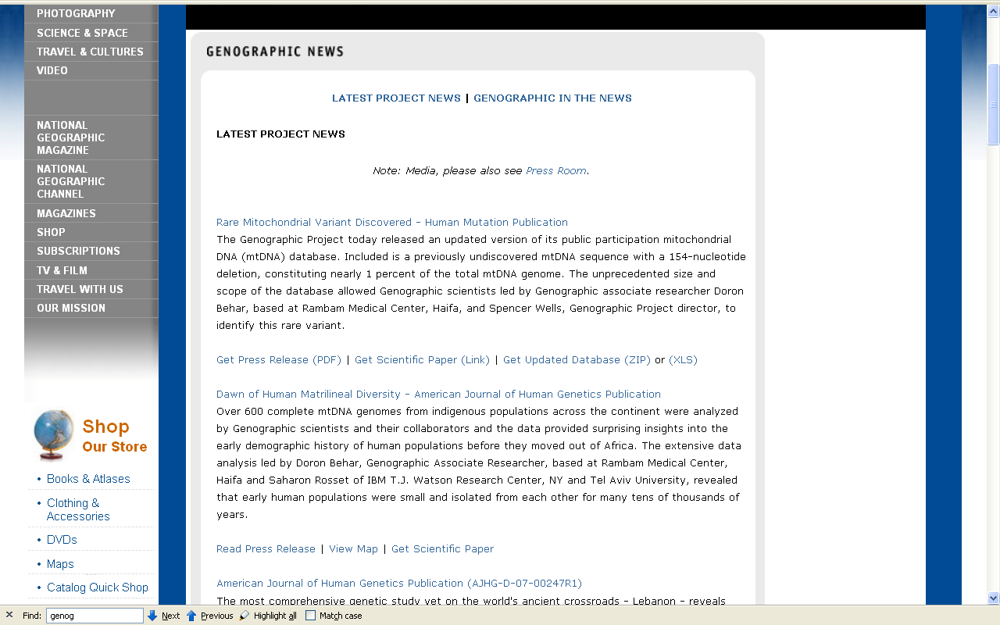 PHOTOGRAPHY
SCIENCE & SPACE
TRAVEL & CULTURES
VIDEO
NATIONAL
GEOGRAPHIC
MAGAZINE
NATIONAL
GEOGRAPHIC
CHANNEL
MAGAZINES
SHOP
SUBSCRIPTIONS
TV & FILM
TRAVEL WITH US
OUR MISSION
Shop
Our Store
• Books & Atlases
• Clothing &
Accessories
• DVDs
• Maps
• Catalog Quick Shop
GENOGRAPHIC NEWS
LATEST PROJECT NEWS | GENOGRAPHIC IN THE NEWS
LATEST PROJECT NEWS
Note: Media, please also see Press Room.
Rare Mitochondrial Variant Discovered - Human Mutation Publication
The Genographic Project today released an updated version of its public participation mitochondrial
DNA (mtDNA) database. Included is a previously undiscovered mtDNA sequence with a 154-nucleotide
deletion, constituting nearly 1 percent of the total mtDNA genome. The unprecedented size and
scope of the database allowed Genographic scientists led by Genographic associate researcher Doron
Behar, based at Rambam Medical Center, Haifa, and Spencer Wells, Genographic Project director, to
identify this rare variant.
Get Press Release (PDF) | Get Scientific Paper (Link) | Get Updated Database (ZIP) or (XLS)
Dawn of Human Matrilineal Diversity - American Journal of Human Genetics Publication
Over 600 complete mtDNA genomes from indigenous populations across the continent were analyzed
by Genographic scientists and their collaborators and the data provided surprising insights into the
early demographic history of human populations before they moved out of Africa. The extensive data
analysis led by Doron Behar, Genographic Associate Researcher, based at Rambam Medical Center,
Haifa and Saharon Rosset of IBM T.J. Watson Research Center, NY and Tel Aviv University, revealed
that early human populations were small and isolated from each other for many tens of thousands of
years.
Read Press Release | View Map | Get Scientific Paper
American Journal of Human Genetics Publication (AJHG-D-07-00247R1)
The most comprehensive genetic study yet on the world's ancient crossroads - Lebanon - reveals
Find: genog Next Previous Highlight all Match case